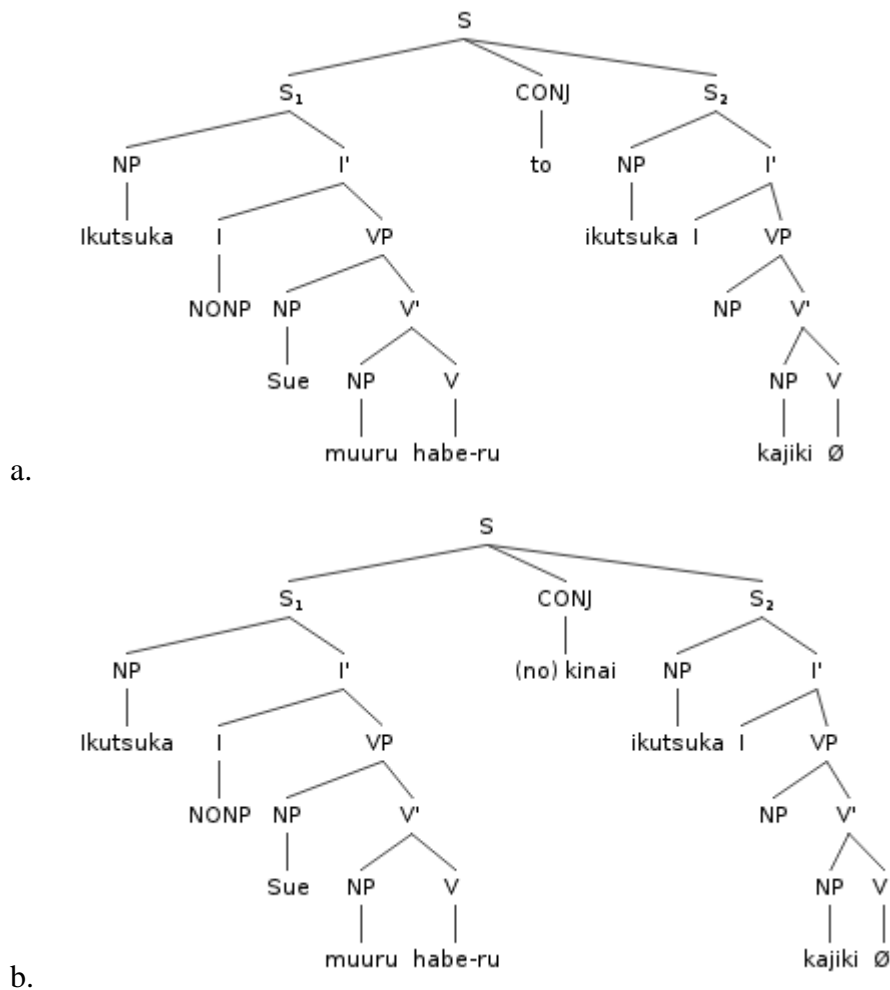 S
S₁ CONJ S₂
NP I' to NP I'
Ikutsuka I VP ikutsuka I VP
NONP NP V' NP V'
Sue NP V NP V
muuru habe-ru kajiki Ø
a.
S
S₁ CONJ S₂
NP I' (no) kinai NP I'
Ikutsuka I VP ikutsuka I VP
NONP NP V' NP V'
Sue NP V NP V
muuru habe-ru kajiki Ø
b.